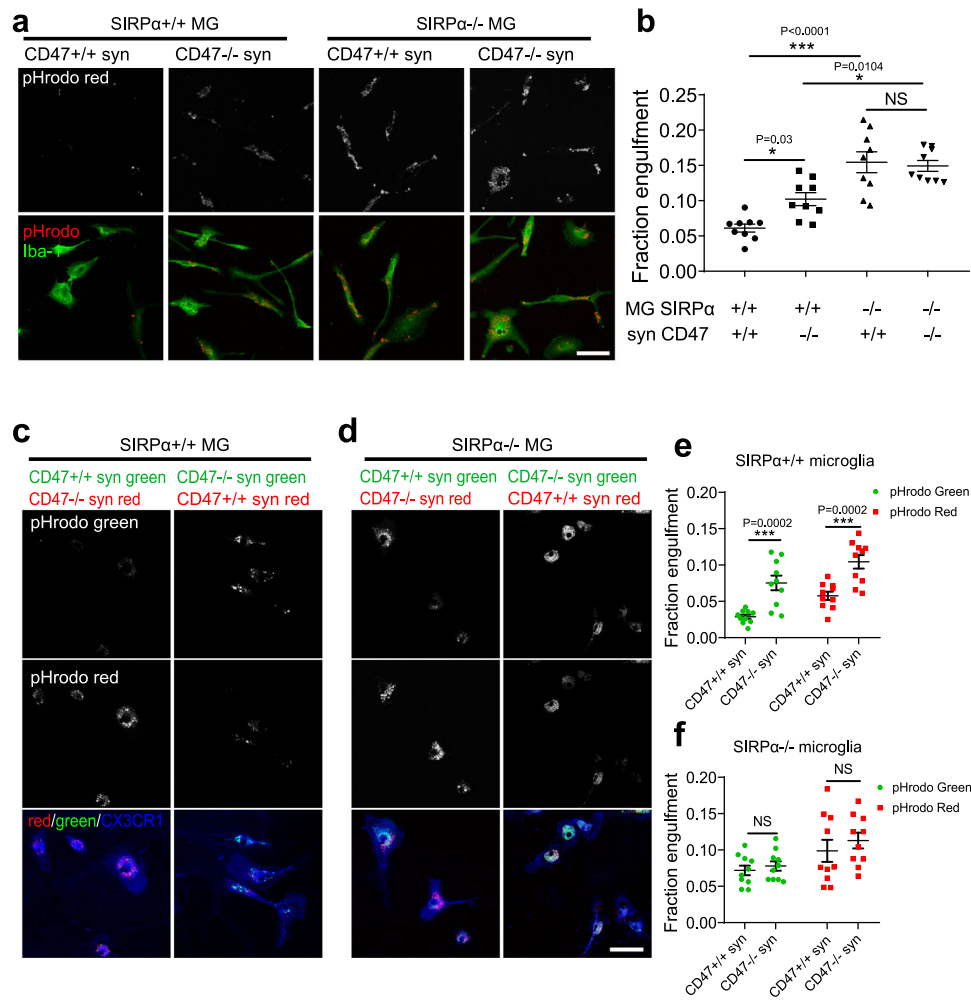 a
SIRPα+/+ MG
SIRPα-/- MG
CD47+/+ syn
CD47-/- syn
CD47+/+ syn
CD47-/- syn
pHrodo red
pHrodo
Iba-1
b
P<0.0001
***
P=0.0104
*
NS
P=0.03
*
Fraction engulfment
0.25
0.20
0.15
0.10
0.05
0.00
MG SIRPα +/+ +/+ -/- -/-
syn CD47 +/+ -/- +/+ -/-
c
SIRPα+/+ MG
CD47+/+ syn green
CD47-/- syn red
CD47-/- syn green
CD47+/+ syn red
pHrodo green
pHrodo red
red/green/CX3CR1
d
SIRPα-/- MG
CD47+/+ syn green
CD47-/- syn red
CD47-/- syn green
CD47+/+ syn red
e
SIRPα+/+ microglia
pHrodo Green
pHrodo Red
P=0.0002
***
P=0.0002
***
Fraction engulfment
0.20
0.15
0.10
0.05
0.00
CD47+/+ syn
CD47-/- syn
CD47+/+ syn
CD47-/- syn
f
SIRPα-/- microglia
pHrodo Green
pHrodo Red
NS
NS
Fraction engulfment
0.20
0.15
0.10
0.05
0.00
CD47+/+ syn
CD47-/- syn
CD47+/+ syn
CD47-/- syn